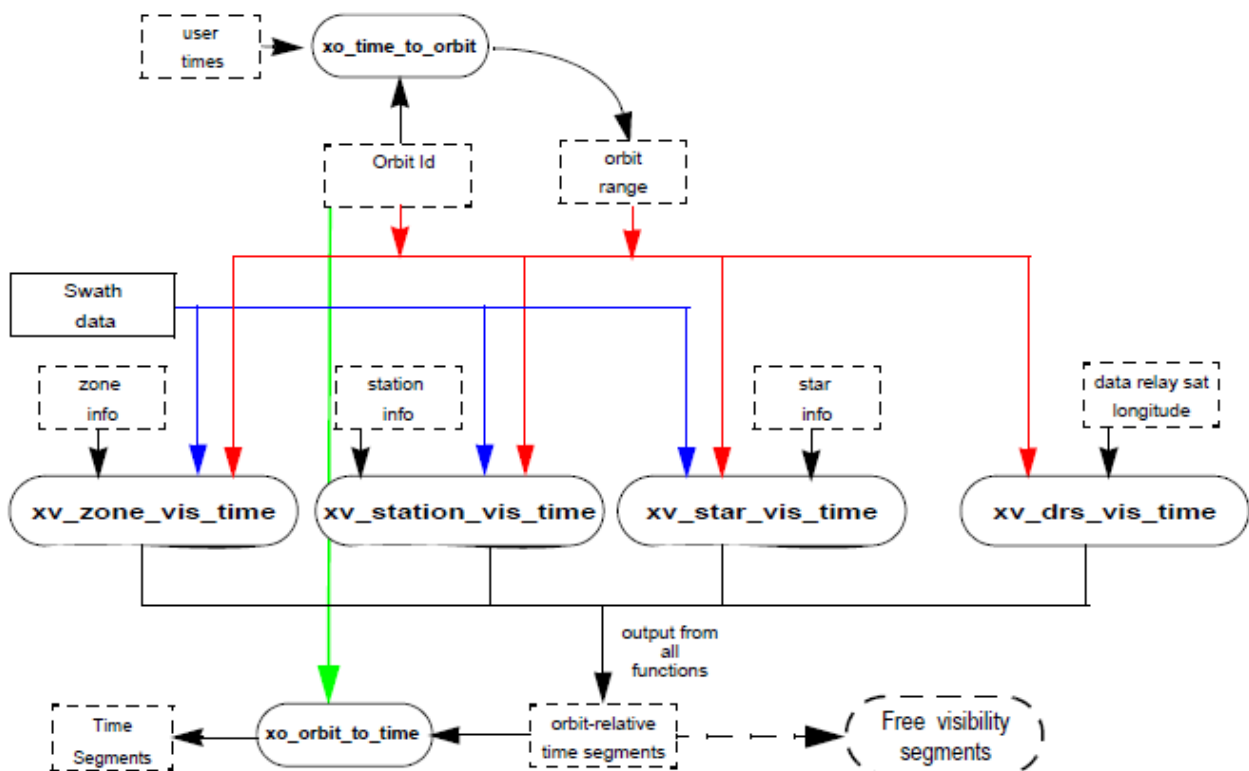 user
times
xo_time_to_orbit
Orbit Id
orbit
range
Swath
data
zone
info
station
info
star
info
data relay sat
longitude
xv_zone_vis_time
xv_station_vis_time
xv_star_vis_time
xv_drs_vis_time
output from
all
functions
Time
Segments
xo_orbit_to_time
orbit-relative
time segments
Free visibility
segments